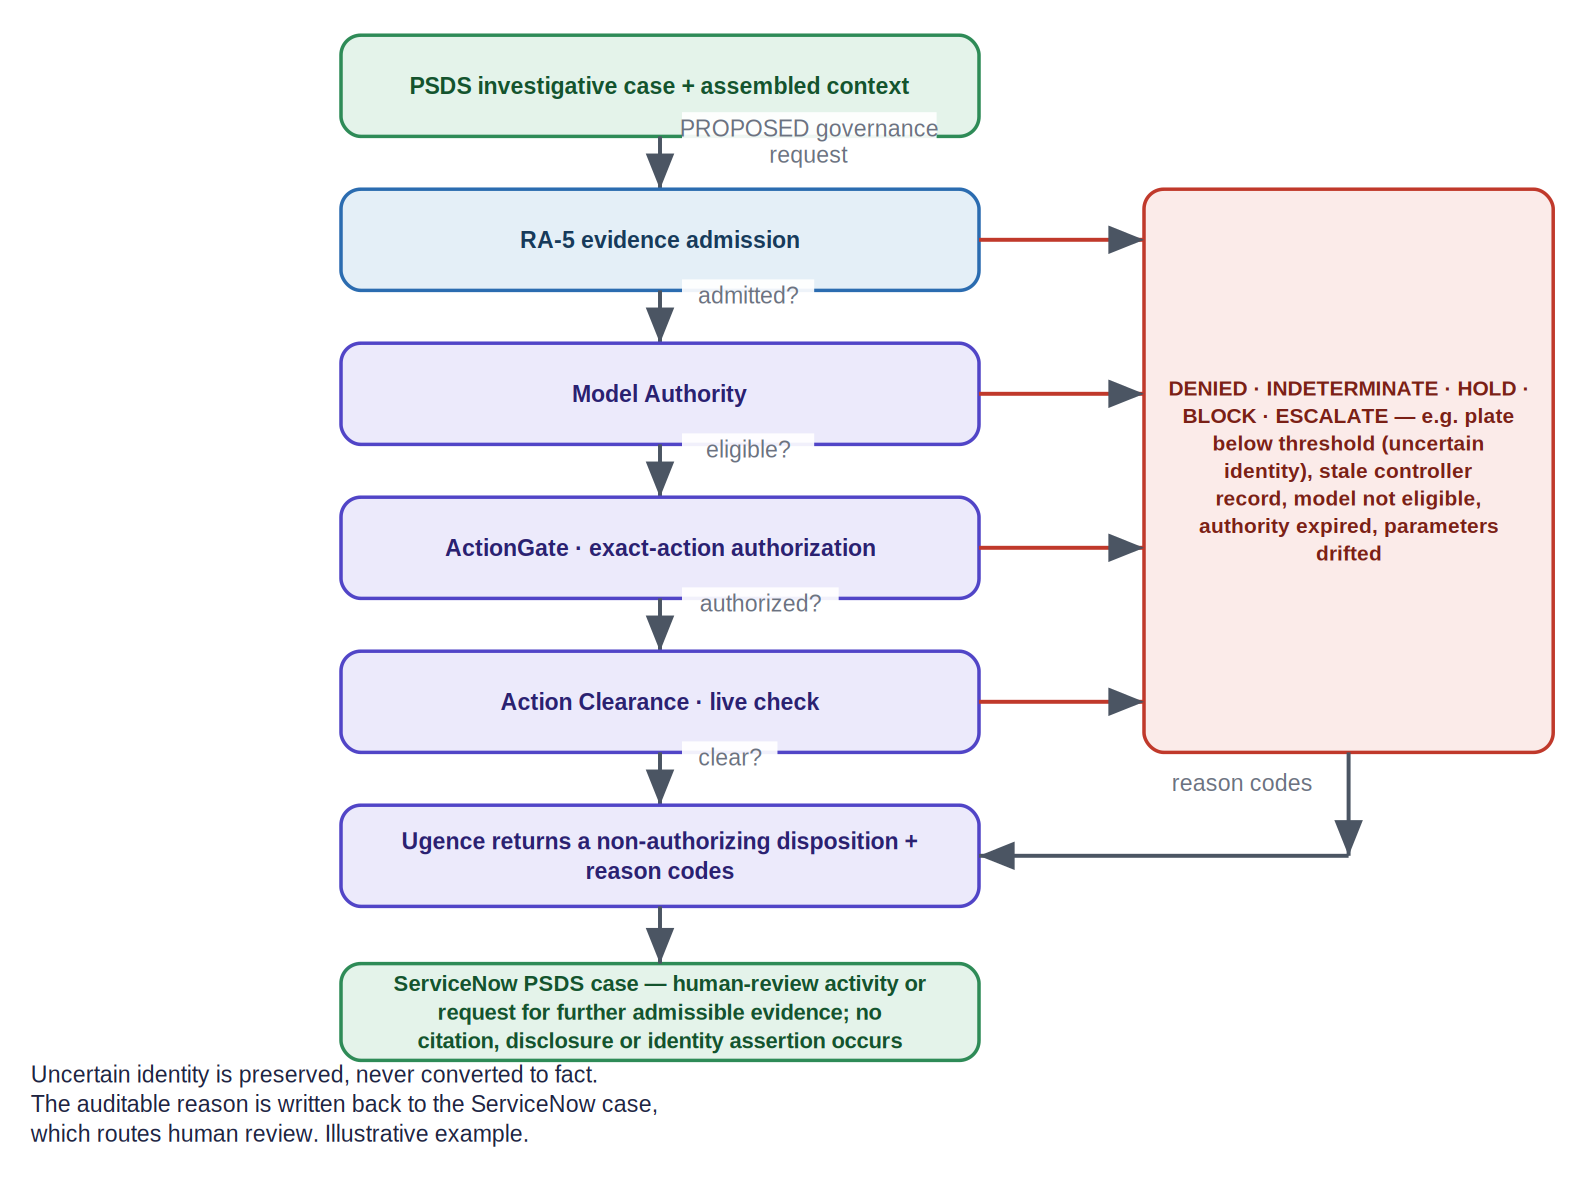 PSDS investigative case + assembled context
PROPOSED governance
request
RA-5 evidence admission
admitted?
Model Authority
eligible?
ActionGate · exact-action authorization
authorized?
Action Clearance · live check
clear?
DENIED · INDETERMINATE · HOLD ·
BLOCK · ESCALATE — e.g. plate
below threshold (uncertain
identity), stale controller
record, model not eligible,
authority expired, parameters
drifted
reason codes
Ugence returns a non-authorizing disposition +
reason codes
ServiceNow PSDS case — human-review activity or
request for further admissible evidence; no
citation, disclosure or identity assertion occurs
Uncertain identity is preserved, never converted to fact.
The auditable reason is written back to the ServiceNow case,
which routes human review. Illustrative example.